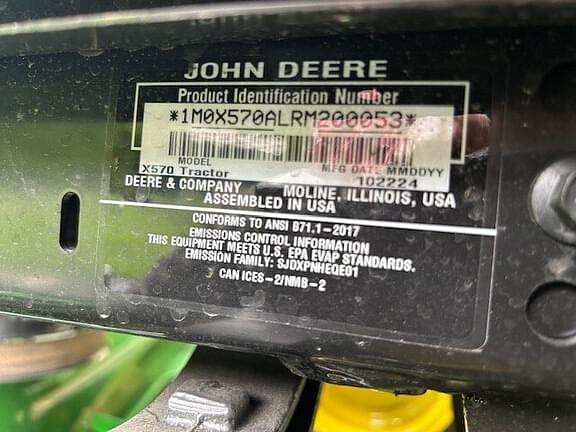 JOHN DEERE
Product Identification Number
*1M0X570ALRM200053*
MODEL MFG DATE MMDDYY
X570 Tractor 102224
DEERE & COMPANY MOLINE, ILLINOIS, USA
ASSEMBLED IN USA
CONFORMS TO ANSI B71.1-2017
EMISSIONS CONTROL INFORMATION
THIS EQUIPMENT MEETS U.S. EPA EVAP STANDARDS.
EMISSION FAMILY: SJDXPNHEQE01
CAN ICES-2/NMB-2